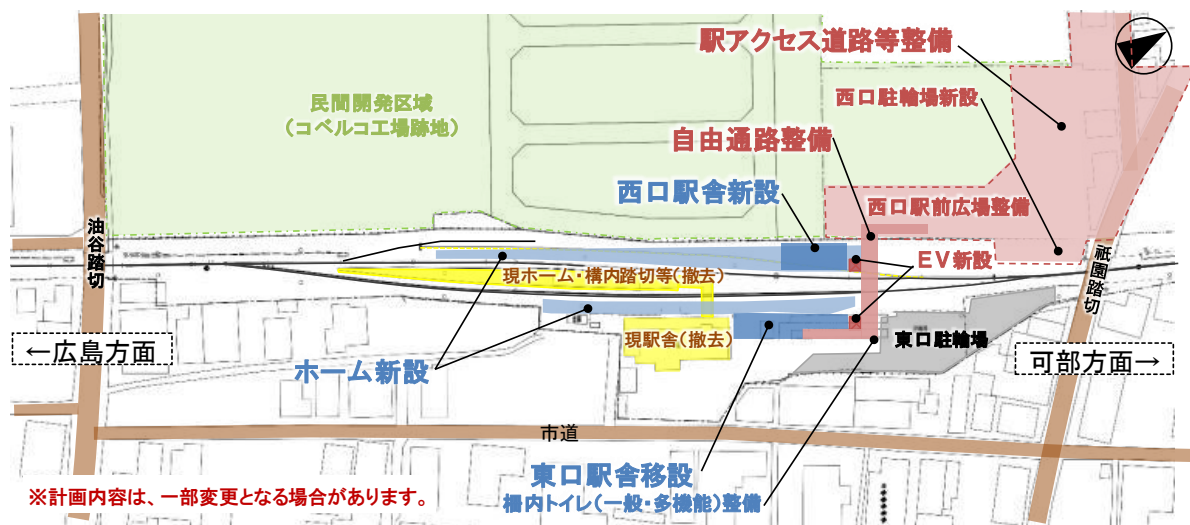 駅アクセス道路等整備
西口駐輪場新設
民間開発区域
(コベルコ工場跡地)
自由通路整備
西口駅舎新設
西口駅前広場整備
油谷踏切
EV新設
祇園踏切
現ホーム・構内踏切等(撤去)
現駅舎(撤去)
東口駐輪場
←広島方面
可部方面→
ホーム新設
市道
東口駅舎移設
柵内トイレ(一般・多機能)整備
※計画内容は、一部変更となる場合があります。